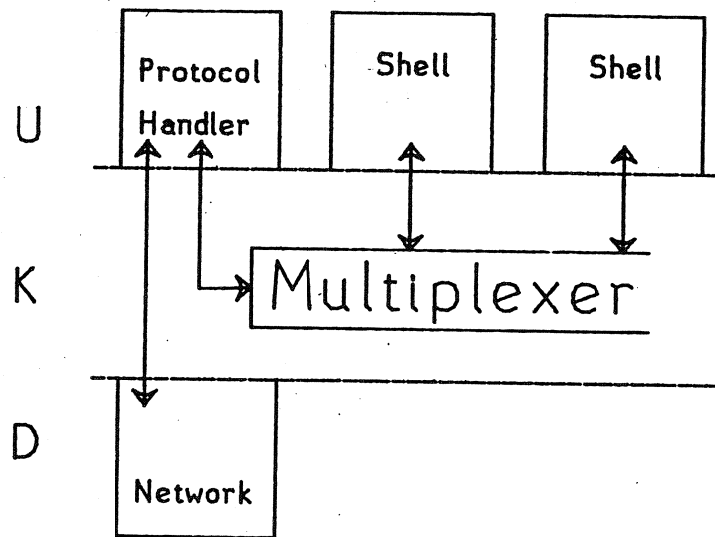 Protocol
Handler
Shell
Shell
U
K
Multiplexer
D
Network